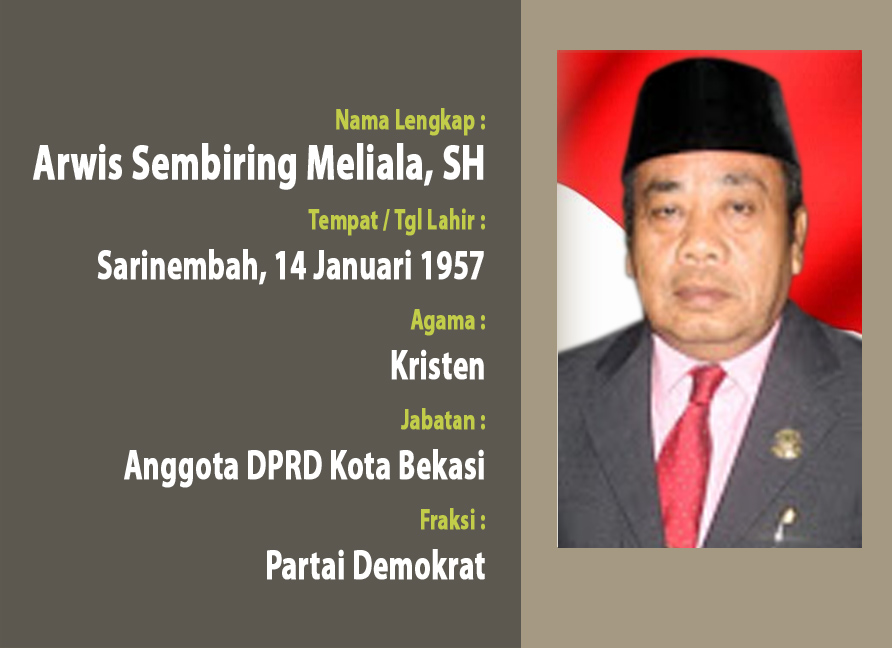 Nama Lengkap :
Arwis Sembiring Meliala, SH
Tempat / Tgl Lahir :
Sarinembah, 14 Januari 1957
Agama :
Kristen
Jabatan :
Anggota DPRD Kota Bekasi
Fraksi :
Partai Demokrat